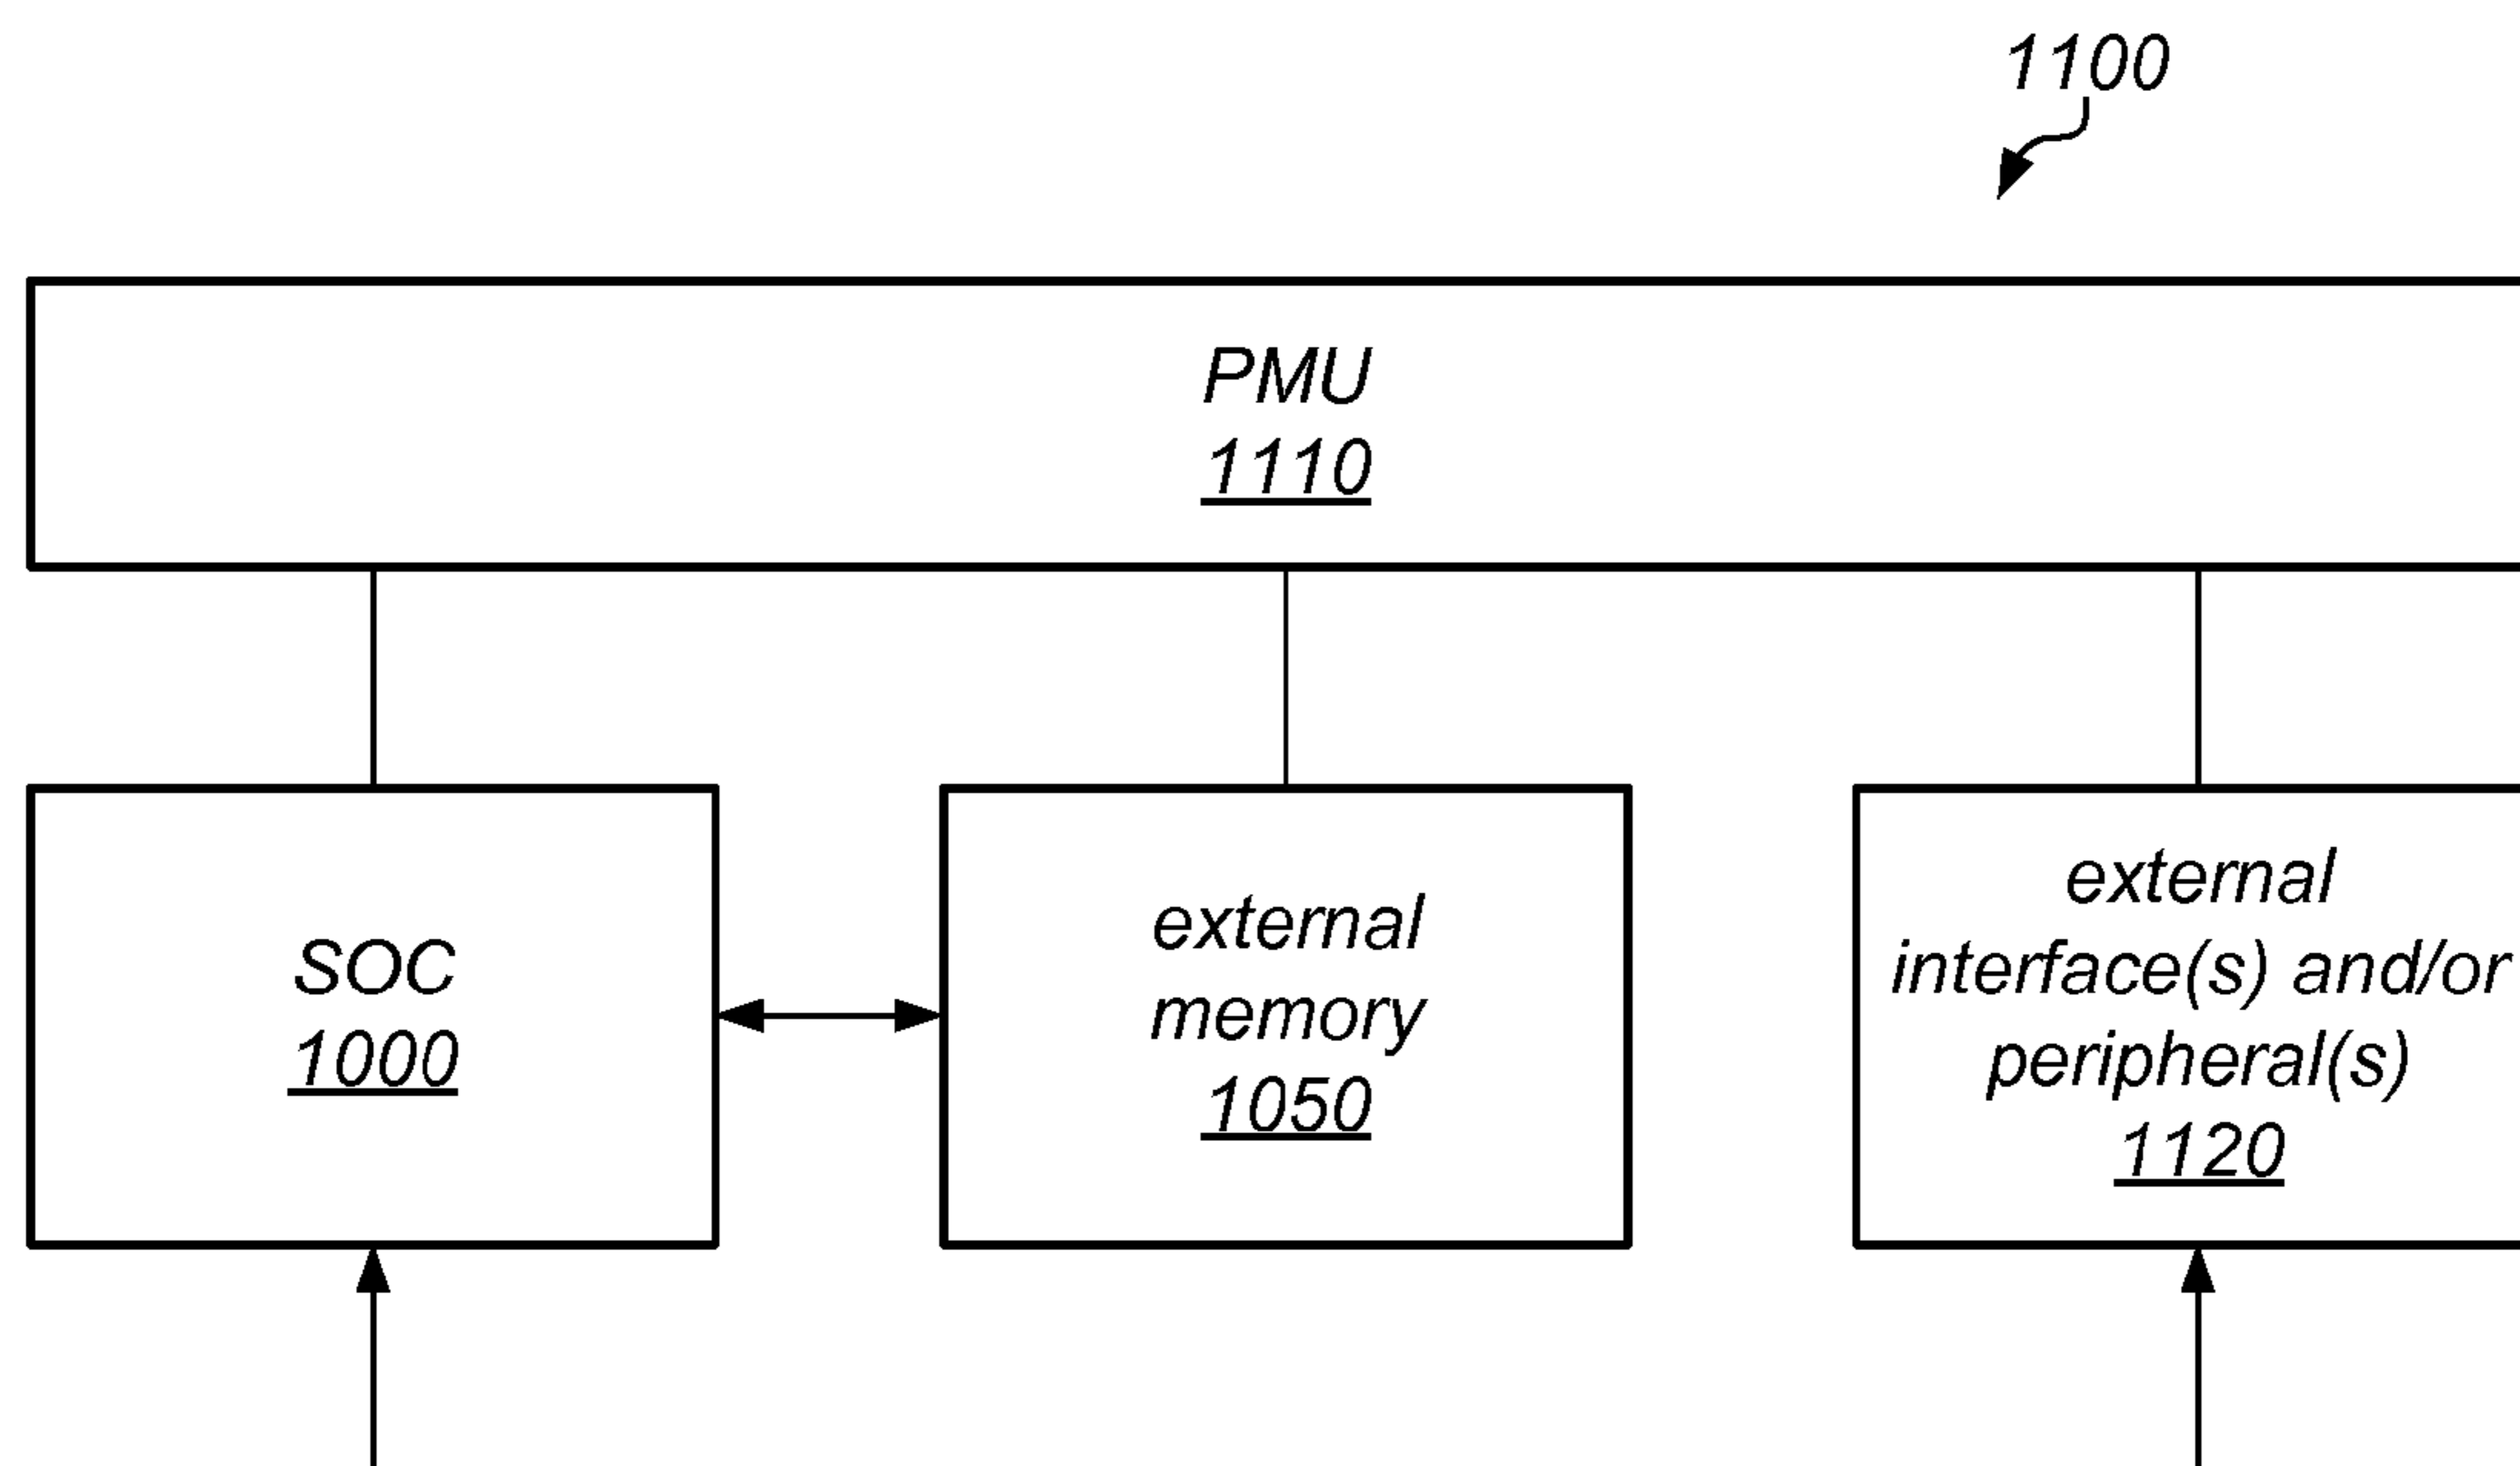 1100
PMU
1110
SOC
1000
external
memory
1050
external
interface(s) and/or
peripheral(s)
1120